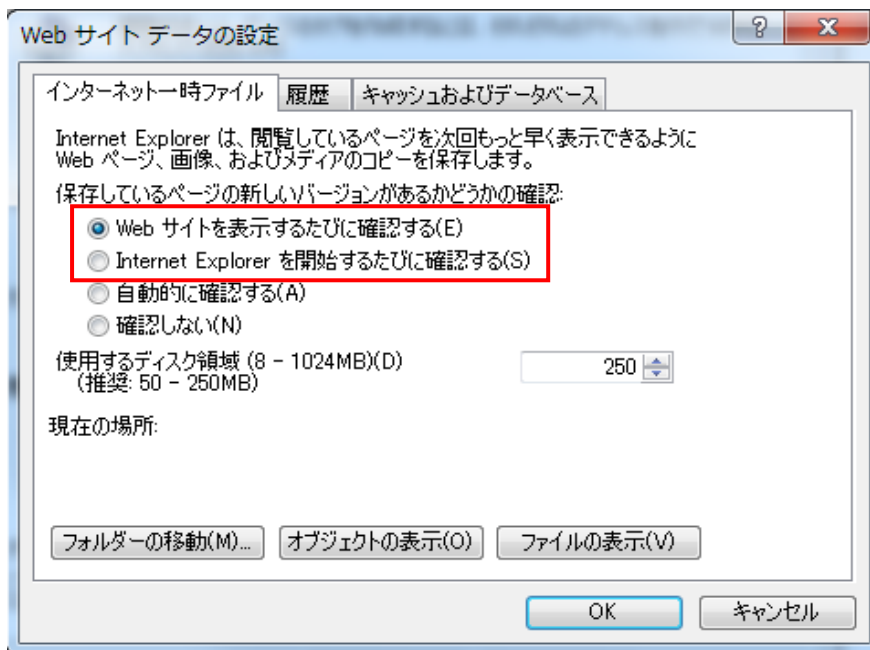 Web サイト データの設定
インターネット一時ファイル 履歴 キャッシュおよびデータベース
Internet Explorer は、閲覧しているページを次回もっと早く表示できるように
Web ページ、画像、およびメディアのコピーを保存します。
保存しているページの新しいバージョンがあるかどうかの確認:
Web サイトを表示するたびに確認する(E)
Internet Explorer を開始するたびに確認する(S)
自動的に確認する(A)
確認しない(N)
使用するディスク領域 (8 - 1024MB)(D) 250
(推奨: 50 - 250MB)
現在の場所:
フォルダーの移動(M)... オブジェクトの表示(O) ファイルの表示(V)
OK キャンセル